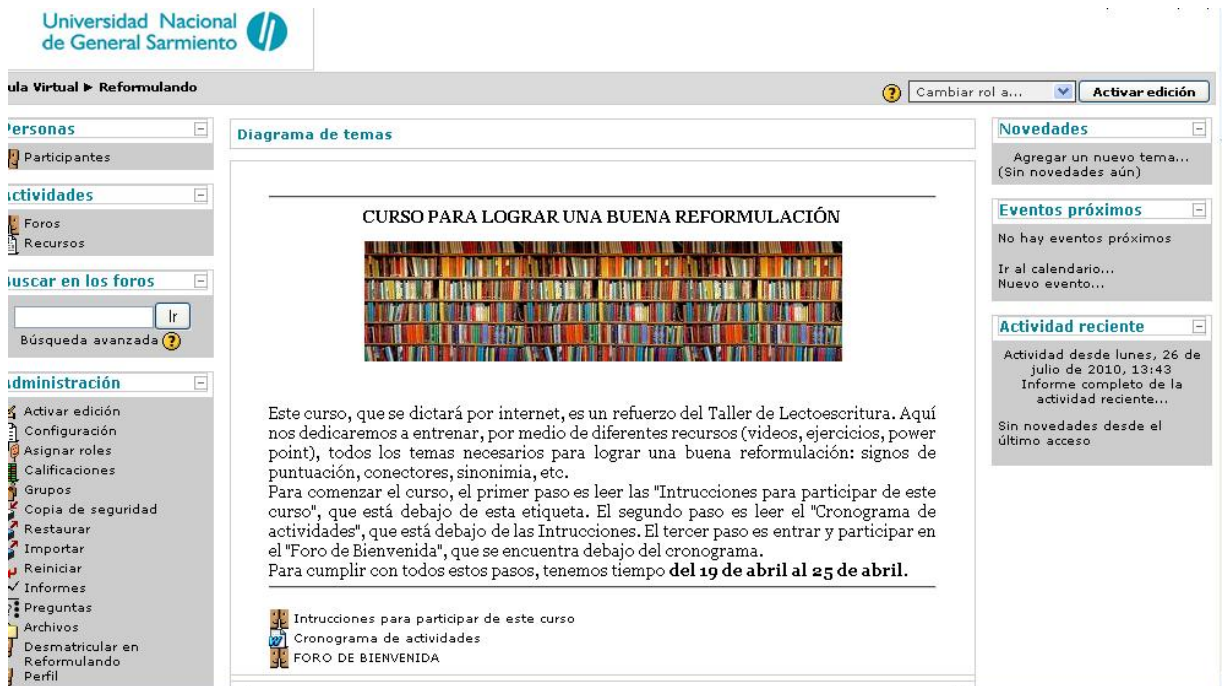 Universidad Nacional
de General Sarmiento
ula Virtual ► Reformulando
Cambiar rol a...
Activar edición
Personas
Participantes
Actividades
Foros
Recursos
Buscar en los foros
Ir
Búsqueda avanzada
Administración
Activar edición
Configuración
Asignar roles
Calificaciones
Grupos
Copia de seguridad
Restaurar
Importar
Reiniciar
Informes
Preguntas
Archivos
Desmatricular en
Reformulando
Perfil
Diagrama de temas
CURSO PARA LOGRAR UNA BUENA REFORMULACIÓN
Este curso, que se dictará por internet, es un refuerzo del Taller de Lectoescritura. Aquí
nos dedicaremos a entrenar, por medio de diferentes recursos (videos, ejercicios, power
point), todos los temas necesarios para lograr una buena reformulación: signos de
puntuación, conectores, sinonimia, etc.
Para comenzar el curso, el primer paso es leer las "Intrucciones para participar de este
curso", que está debajo de esta etiqueta. El segundo paso es leer el "Cronograma de
actividades", que está debajo de las Intrucciones. El tercer paso es entrar y participar en
el "Foro de Bienvenida", que se encuentra debajo del cronograma.
Para cumplir con todos estos pasos, tenemos tiempo del 19 de abril al 25 de abril.
Intrucciones para participar de este curso
Cronograma de actividades
FORO DE BIENVENIDA
Novedades
Agregar un nuevo tema...
(Sin novedades aún)
Eventos próximos
No hay eventos próximos
Ir al calendario...
Nuevo evento...
Actividad reciente
Actividad desde lunes, 26 de
julio de 2010, 13:43
Informe completo de la
actividad reciente...
Sin novedades desde el
último acceso